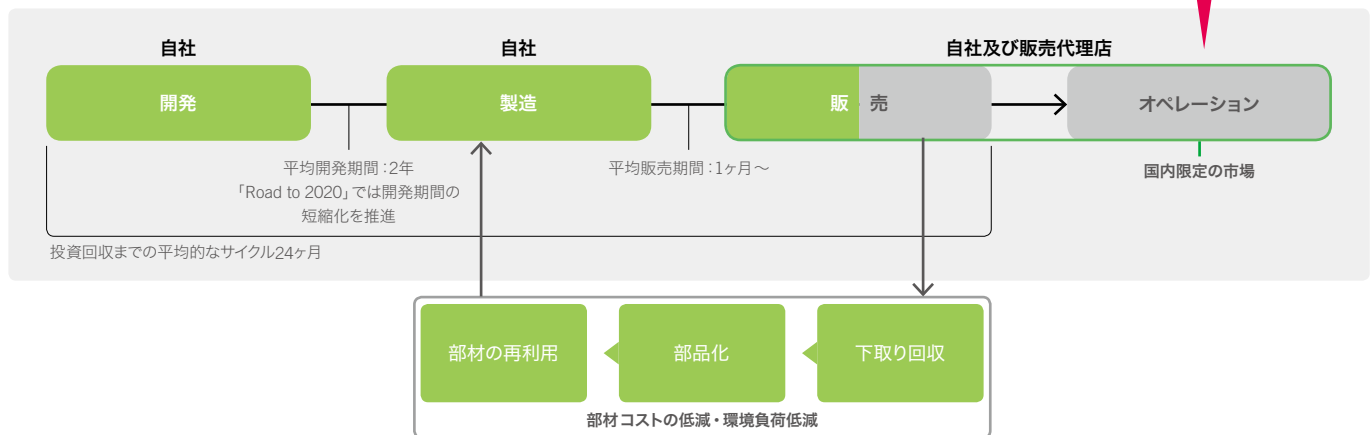 自社
自社
自社及び販売代理店
開発
製造
販売
オペレーション
平均開発期間：2年
「Road to 2020」では開発期間の
短縮化を推進
平均販売期間：1ヶ月～
国内限定の市場
投資回収までの平均的なサイクル24ヶ月
部材の再利用
部品化
下取り回収
部材コストの低減・環境負荷低減